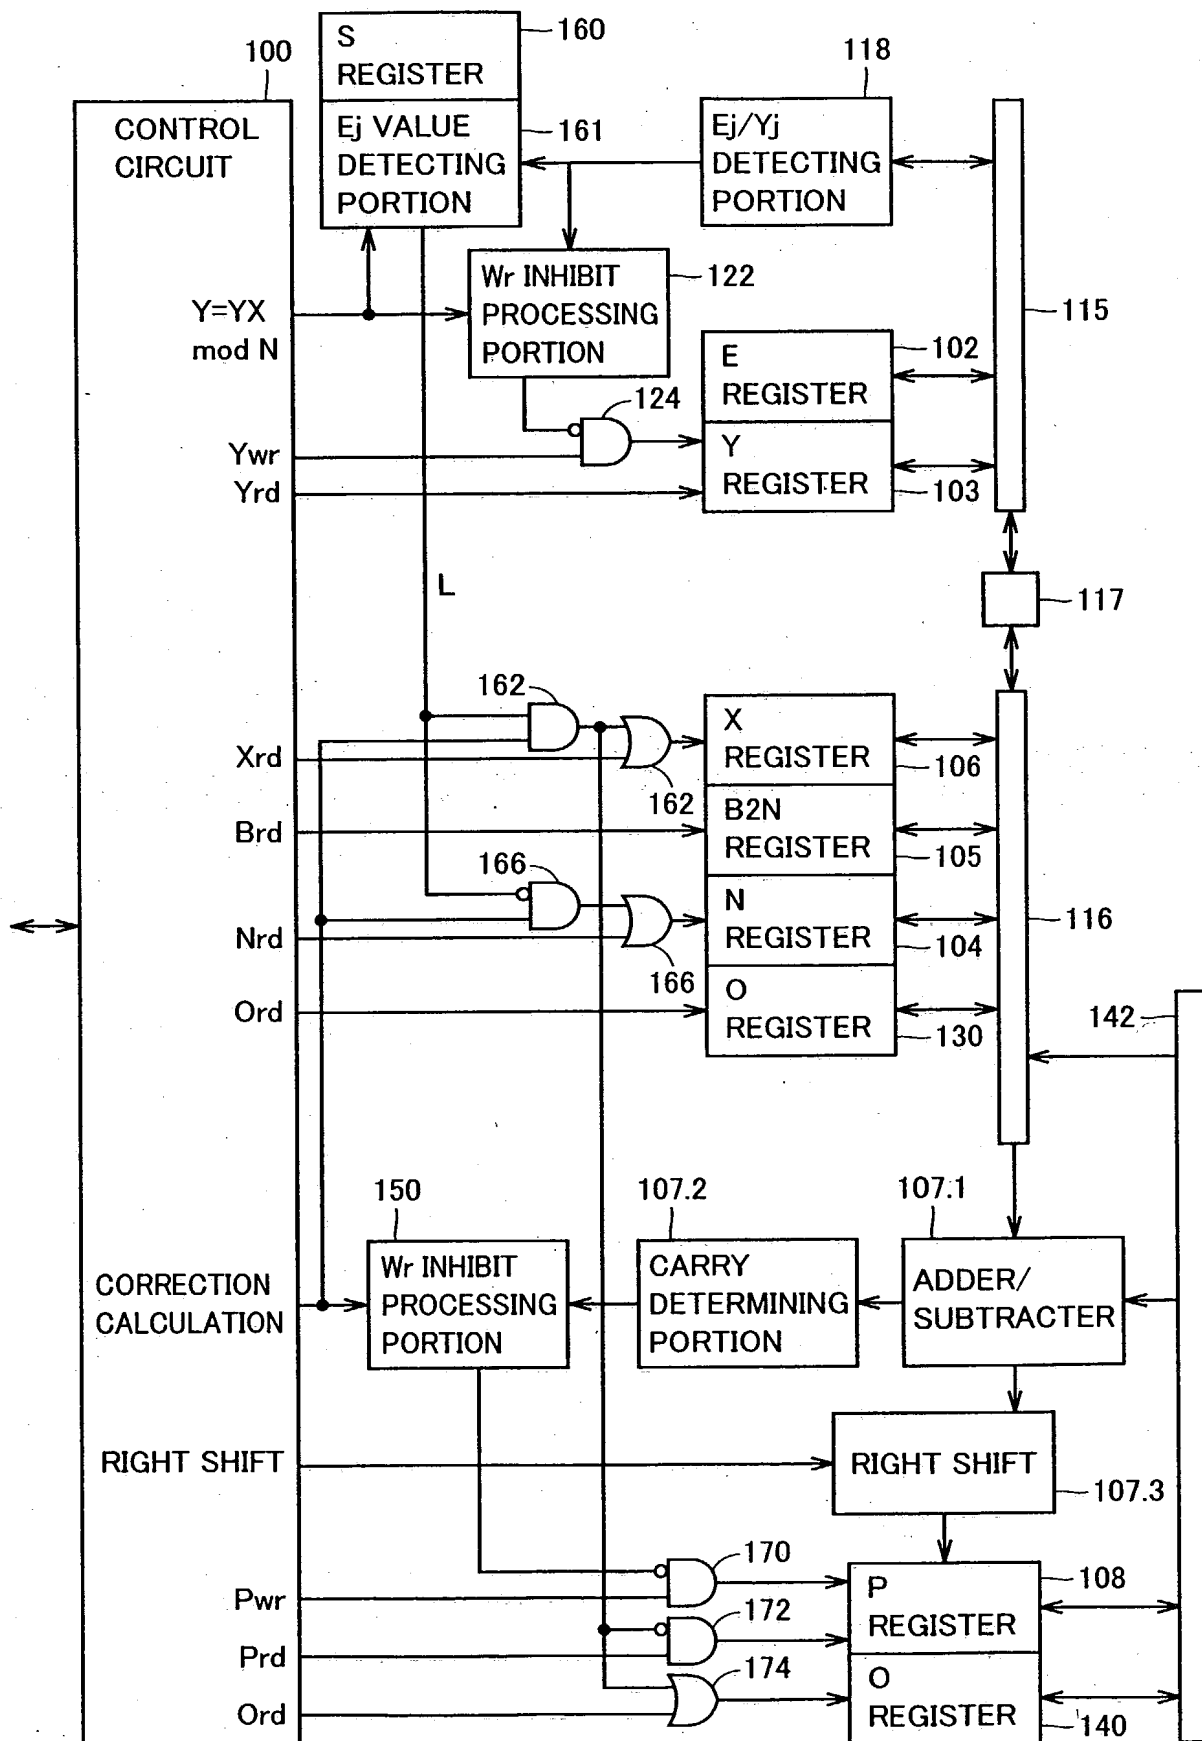 S
REGISTER
160
100
118
CONTROL
CIRCUIT
Ej VALUE
DETECTING
PORTION
161
Ej/Yj
DETECTING
PORTION
Wr INHIBIT
PROCESSING
PORTION
122
Y=YX
mod N
115
E
REGISTER
102
124
Ywr
Y
REGISTER
103
Yrd
L
117
162
X
REGISTER
106
Xrd
162
B2N
REGISTER
105
Brd
166
N
REGISTER
104
116
Nrd
166
O
REGISTER
130
Ord
142
150
107.2
107.1
CORRECTION
CALCULATION
Wr INHIBIT
PROCESSING
PORTION
CARRY
DETERMINING
PORTION
ADDER/
SUBTRACTER
RIGHT SHIFT
RIGHT SHIFT
107.3
170
P
REGISTER
108
Pwr
172
Prd
174
O
REGISTER
140
Ord